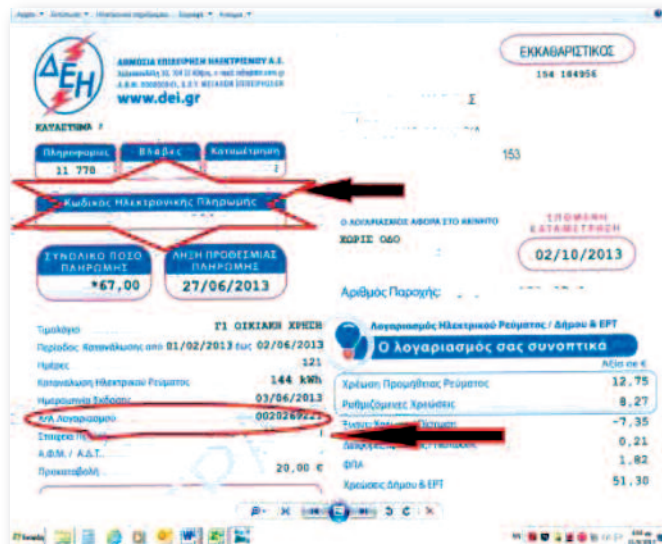 ΔΕΗ
ΔΗΜΟΣΙΑ ΕΠΙΧΕΙΡΗΣΗ ΗΛΕΚΤΡΙΣΜΟΥ Α.Ε.
www.dei.gr
ΕΚΚΑΘΑΡΙΣΤΙΚΟΣ
154 184956
ΚΑΤΑΣΤΗΜΑ
Πληροφορίες Βλάβες Καταμέτρηση
11 770
153
Κωδικός Ηλεκτρονικής Πληρωμής
Ο ΛΟΓΑΡΙΑΣΜΟΣ ΑΦΟΡΑ ΣΤΟ ΑΚΙΝΗΤΟ
ΧΩΡΙΣ ΟΔΟ
ΕΠΟΜΕΝΗ
ΚΑΤΑΜΕΤΡΗΣΗ
02/10/2013
ΣΥΝΟΛΙΚΟ ΠΟΣΟ
ΠΛΗΡΩΜΗΣ
*67,00
ΛΗΞΗ ΠΡΟΘΕΣΜΙΑΣ
ΠΛΗΡΩΜΗΣ
27/06/2013
Αριθμός Παροχής:
Τιμολόγιο Γ1 ΟΙΚΙΑΚΗ ΧΡΗΣΗ
Περίοδος Κατανάλωσης από 01/02/2013 έως 02/06/2013
Ημέρες 121
Κατανάλωση Ηλεκτρικού Ρεύματος 144 kWh
Ημερομηνία Έκδοσης 03/06/2013
Α/Α Λογαριασμού 0020269221
Στοιχεία
Α.Φ.Μ. / Α.Δ.Τ.
Προκαταβολή 20,00 €
Λογαριασμός Ηλεκτρικού Ρεύματος / Δήμου & ΕΡΤ
Ο λογαριασμός σας συνοπτικά
Αξία σε €
Χρέωση Προμήθειας Ρεύματος 12,75
Ρυθμιζόμενες Χρεώσεις 8,27
-7,35
0,21
ΦΠΑ 1,82
Χρεώσεις Δήμου & ΕΡΤ 51,30